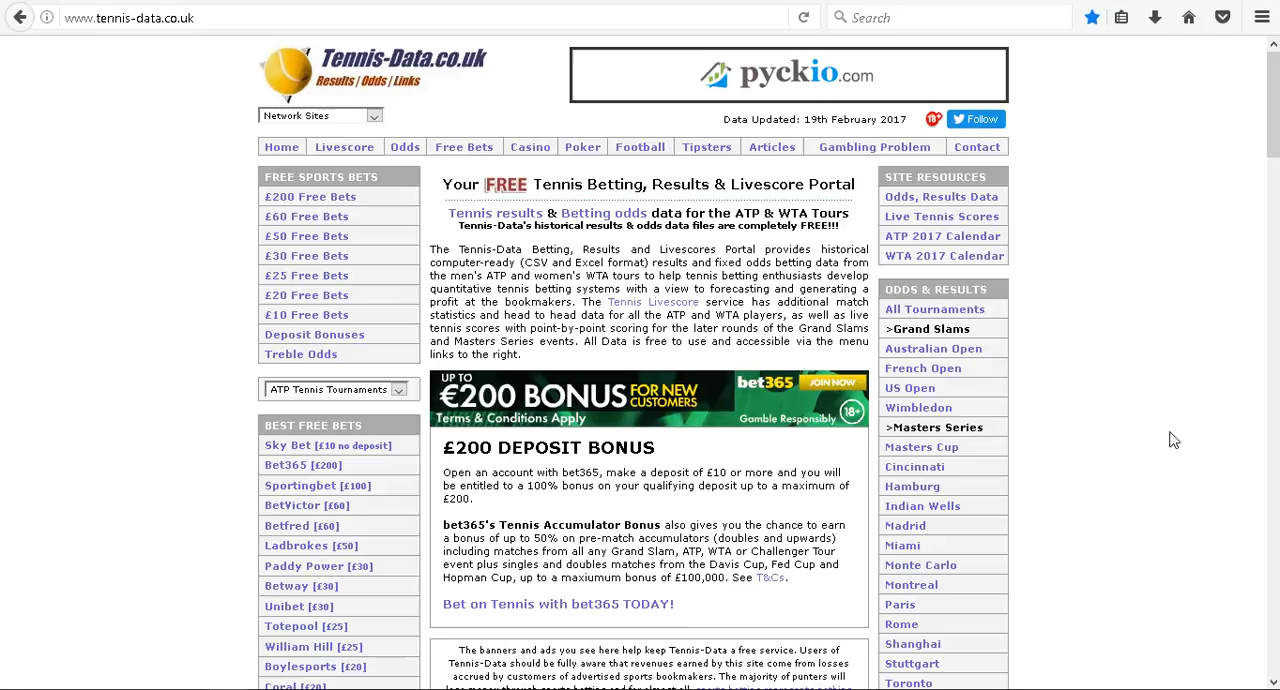 www.tennis-data.co.uk
Search
Tennis-Data.co.uk
Results | Odds | Links
pyckio.com
Network Sites
Data Updated: 19th February 2017
18+
Follow
Home Livescore Odds Free Bets Casino Poker Football Tipsters Articles Gambling Problem Contact
FREE SPORTS BETS
£200 Free Bets
£60 Free Bets
£50 Free Bets
£30 Free Bets
£25 Free Bets
£20 Free Bets
£10 Free Bets
Deposit Bonuses
Treble Odds
ATP Tennis Tournaments
BEST FREE BETS
Sky Bet [£10 no deposit]
Bet365 [£200]
Sportingbet [£100]
BetVictor [£60]
Betfred [£60]
Ladbrokes [£50]
Paddy Power [£30]
Betway [£30]
Unibet [£30]
Totepool [£25]
William Hill [£25]
Boylesports [£20]
Coral [£20]
Your FREE Tennis Betting, Results & Livescore Portal
Tennis results & Betting odds data for the ATP & WTA Tours
Tennis-Data's historical results & odds data files are completely FREE!!!
The Tennis-Data Betting, Results and Livescores Portal provides historical
computer-ready (CSV and Excel format) results and fixed odds betting data from
the men's ATP and women's WTA tours to help tennis betting enthusiasts develop
quantitative tennis betting systems with a view to forecasting and generating a
profit at the bookmakers. The Tennis Livescore service has additional match
statistics and head to head data for all the ATP and WTA players, as well as live
tennis scores with point-by-point scoring for the later rounds of the Grand Slams
and Masters Series events. All Data is free to use and accessible via the menu
links to the right.
UP TO
€200 BONUS FOR NEW CUSTOMERS
Terms & Conditions Apply
bet365 JOIN NOW
Gamble Responsibly 18+
£200 DEPOSIT BONUS
Open an account with bet365, make a deposit of £10 or more and you will
be entitled to a 100% bonus on your qualifying deposit up to a maximum of
£200.
bet365's Tennis Accumulator Bonus also gives you the chance to earn
a bonus of up to 50% on pre-match accumulators (doubles and upwards)
including matches from all any Grand Slam, ATP, WTA or Challenger Tour
event plus singles and doubles matches from the Davis Cup, Fed Cup and
Hopman Cup, up to a maxiumum bonus of £100,000. See T&Cs.
Bet on Tennis with bet365 TODAY!
The banners and ads you see here help keep Tennis-Data a free service. Users of
Tennis-Data should be fully aware that revenues earned by this site come from losses
accrued by customers of advertised sports bookmakers. The majority of punters will
SITE RESOURCES
Odds, Results Data
Live Tennis Scores
ATP 2017 Calendar
WTA 2017 Calendar
ODDS & RESULTS
All Tournaments
>Grand Slams
Australian Open
French Open
US Open
Wimbledon
>Masters Series
Masters Cup
Cincinnati
Hamburg
Indian Wells
Madrid
Miami
Monte Carlo
Montreal
Paris
Rome
Shanghai
Stuttgart
Toronto